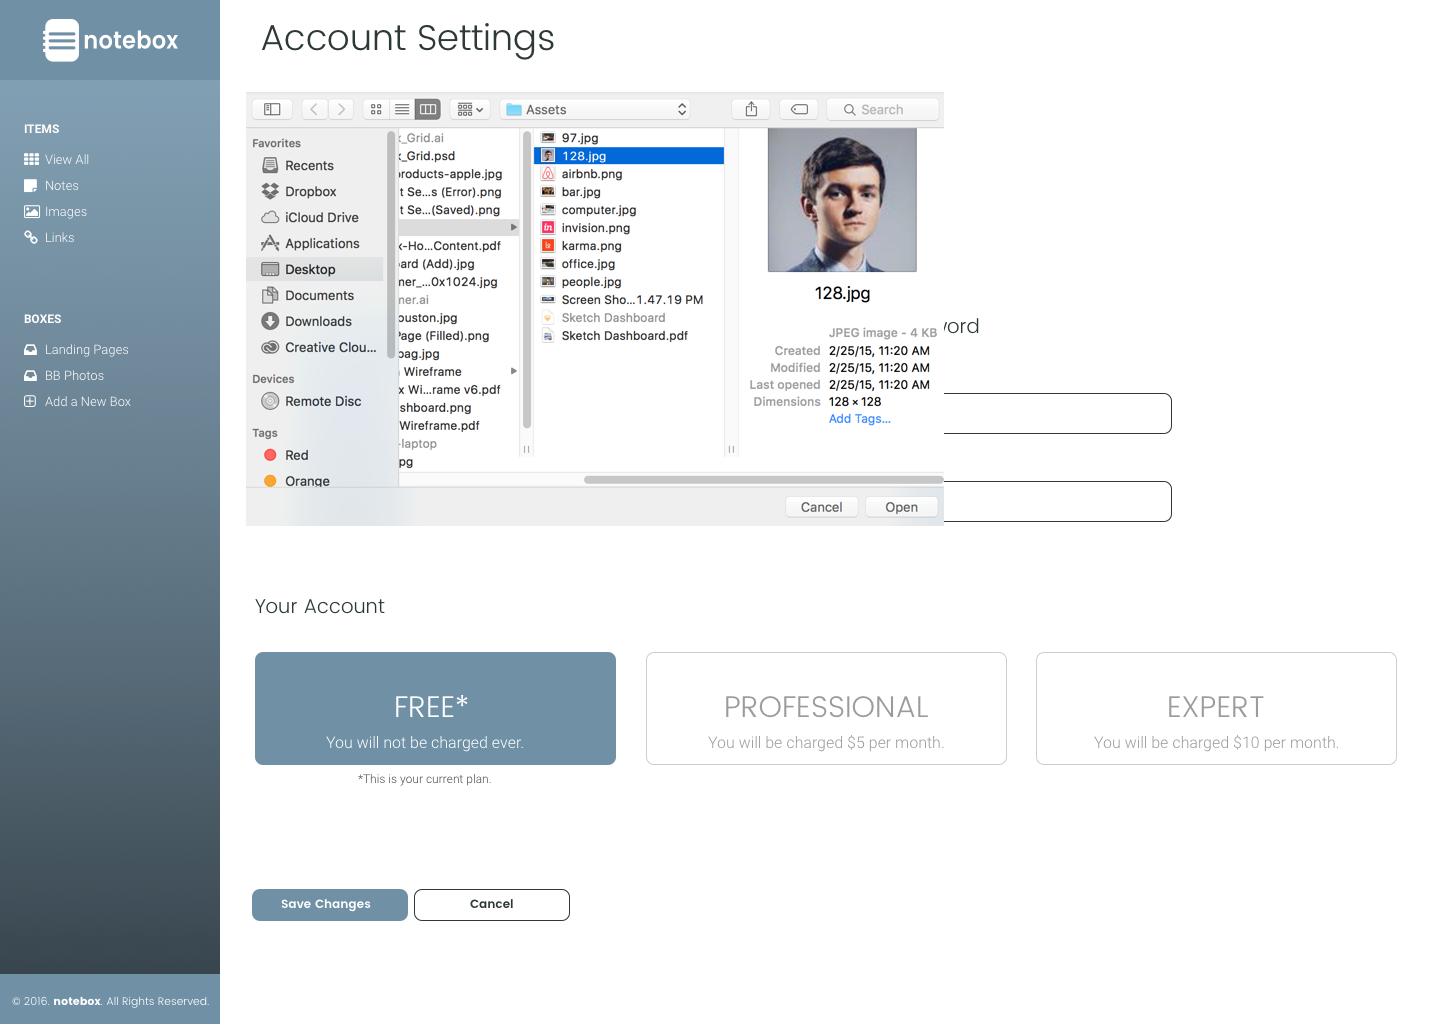 notebox
Account Settings
ITEMS
View All
Notes
Images
Links
BOXES
Landing Pages
BB Photos
Add a New Box
© 2016. notebox. All Rights Reserved.
Assets
Search
Favorites
Recents
Dropbox
iCloud Drive
Applications
Desktop
Documents
Downloads
Creative Clou...
Devices
Remote Disc
Tags
Red
Orange
_Grid.ai
_Grid.psd
products-apple.jpg
t Se...s (Error).png
t Se...(Saved).png
x-Ho...Content.pdf
ard (Add).jpg
mer_...0x1024.jpg
mer.ai
ouston.jpg
Page (Filled).png
bag.jpg
Wireframe
x Wi...rame v6.pdf
shboard.png
Wireframe.pdf
-laptop
pg
97.jpg
128.jpg
airbnb.png
bar.jpg
computer.jpg
invision.png
karma.png
office.jpg
people.jpg
Screen Sho...1.47.19 PM
Sketch Dashboard
Sketch Dashboard.pdf
128.jpg
JPEG image - 4 KB
Created 2/25/15, 11:20 AM
Modified 2/25/15, 11:20 AM
Last opened 2/25/15, 11:20 AM
Dimensions 128 × 128
Add Tags...
Cancel
Open
word
Your Account
FREE*
You will not be charged ever.
*This is your current plan.
PROFESSIONAL
You will be charged $5 per month.
EXPERT
You will be charged $10 per month.
Save Changes
Cancel